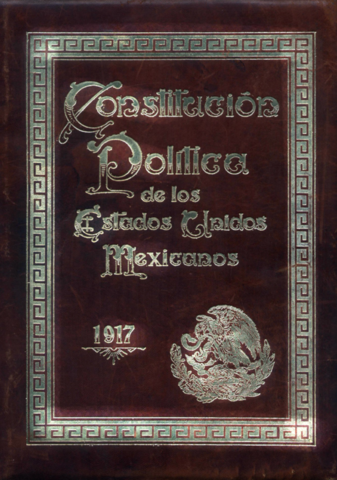 Constitución
Política
de los
Estados Unidos
Mexicanos
1917